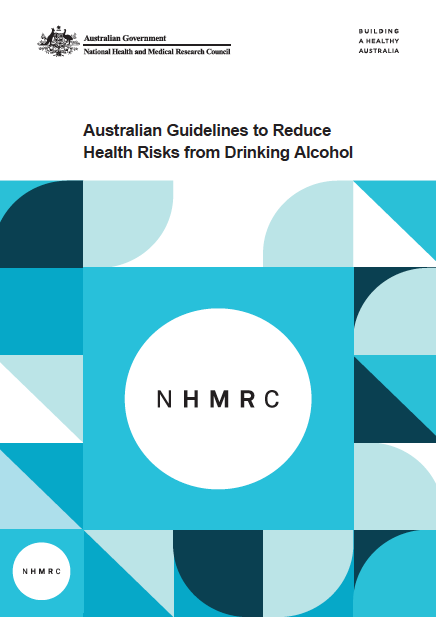 Australian Government
National Health and Medical Research Council
BUILDING
A HEALTHY
AUSTRALIA
Australian Guidelines to Reduce
Health Risks from Drinking Alcohol
NHMRC
NHMRC